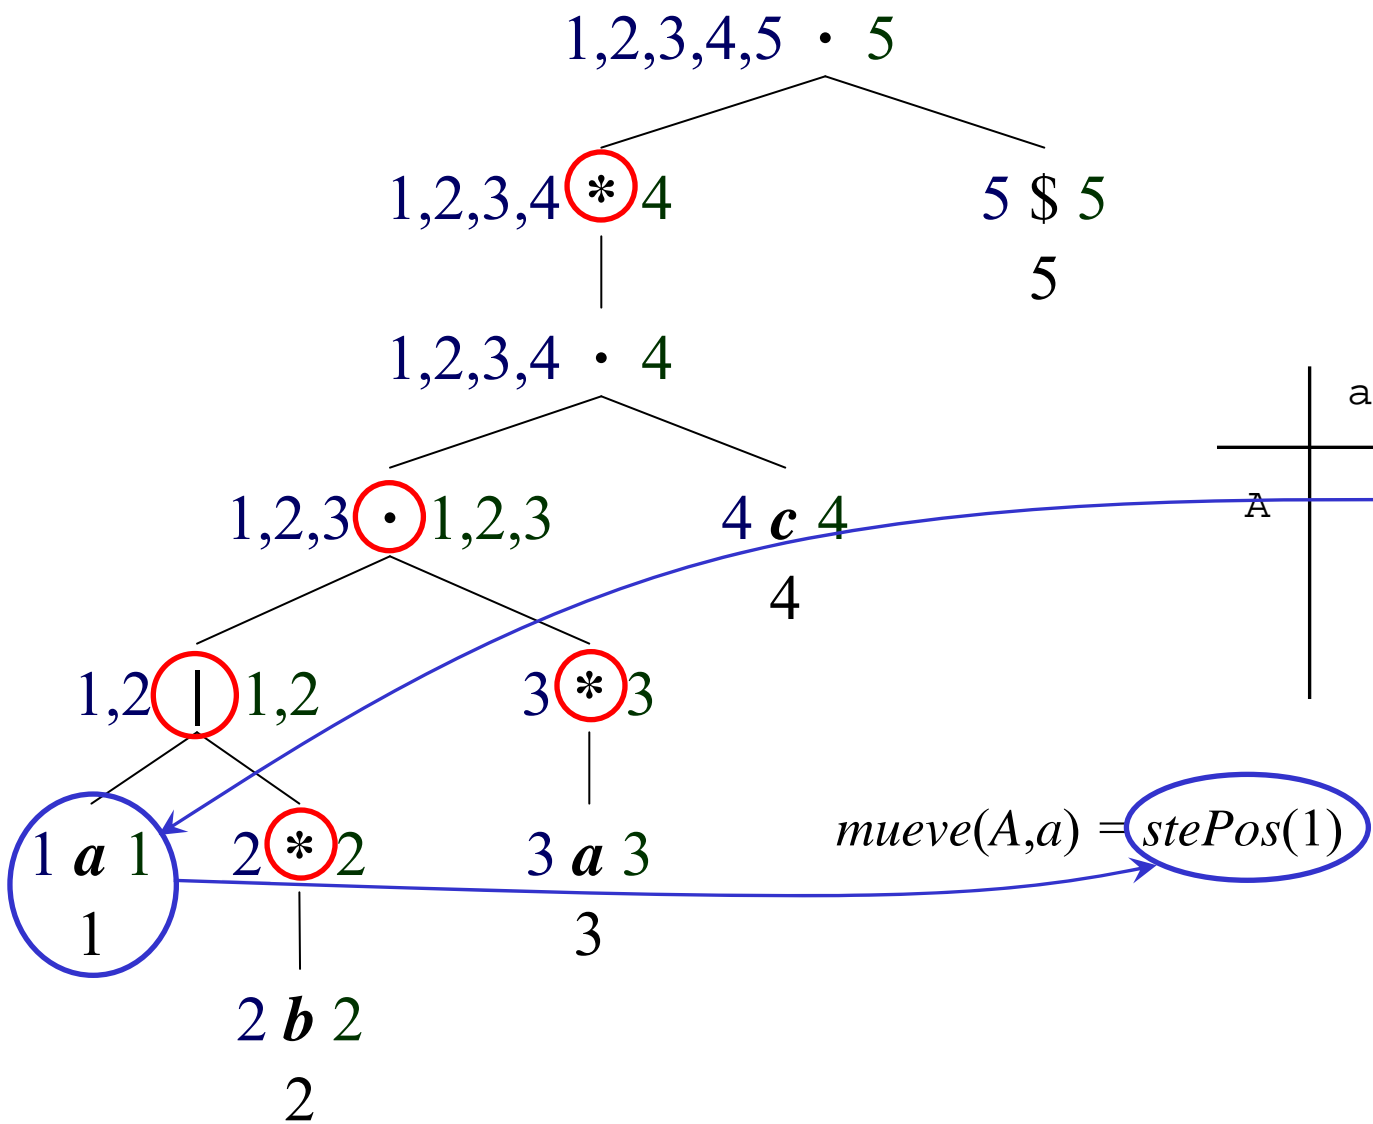 1,2,3,4,5 · 5
1,2,3,4 * 4
5 $ 5
5
1,2,3,4 · 4
a
1,2,3 · 1,2,3
4 c 4
4
A
1,2 | 1,2
3 * 3
mueve(A,a) = stePos(1)
1 a 1
1
2 * 2
3 a 3
3
2 b 2
2